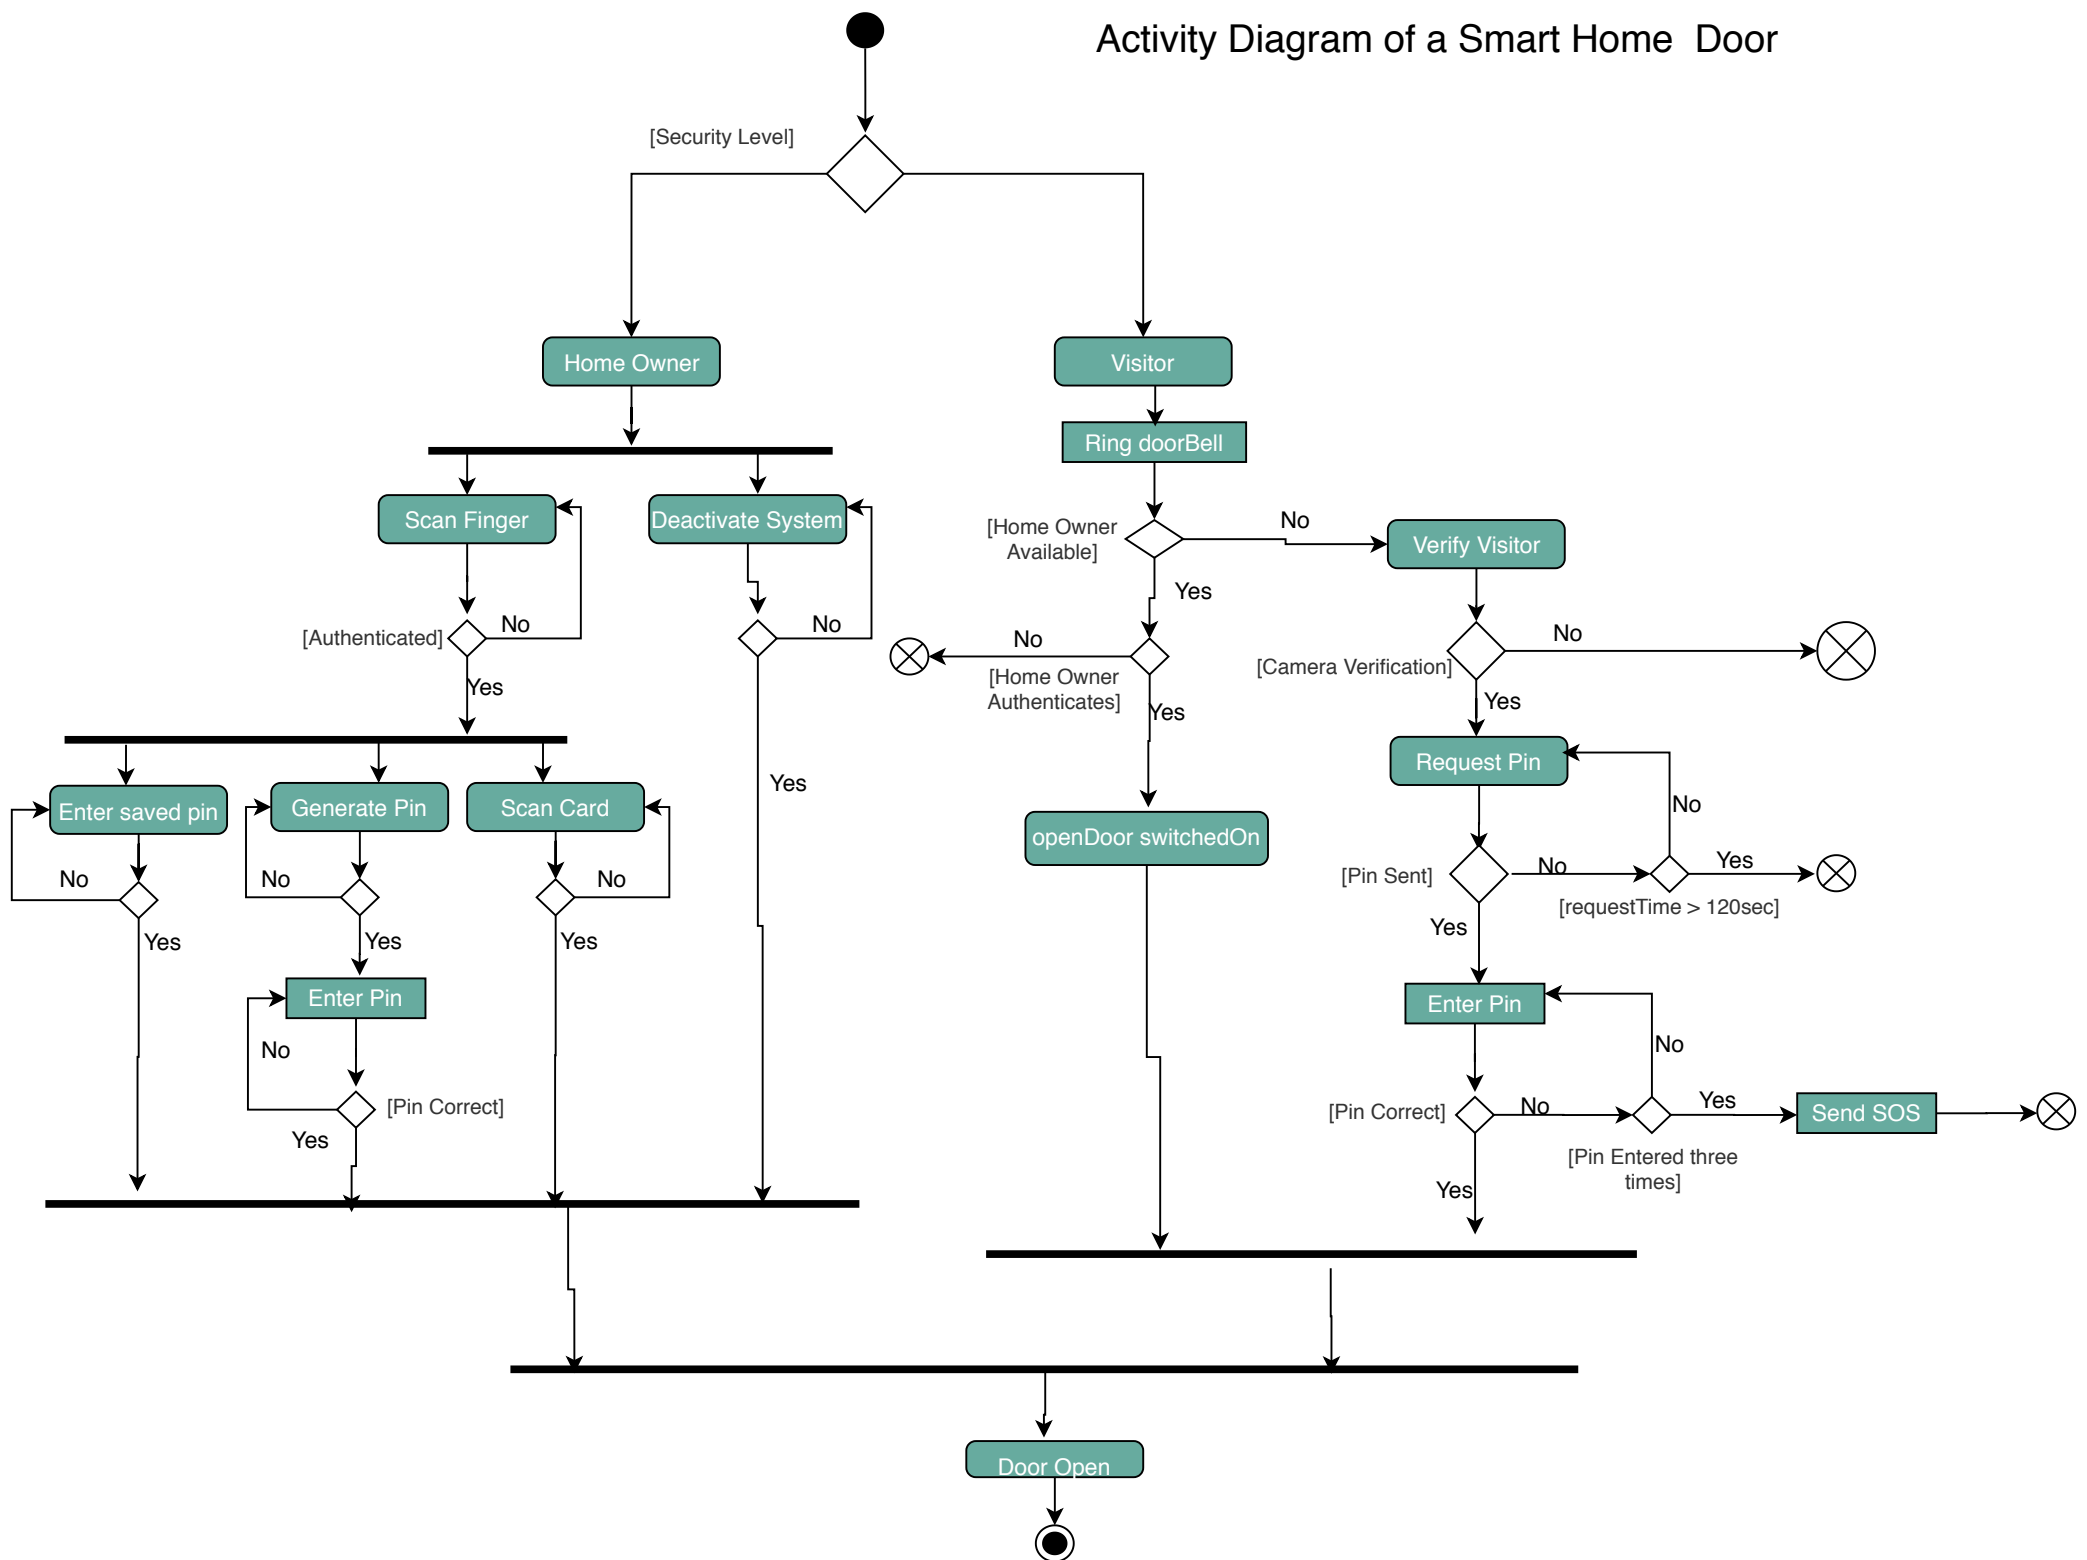 Activity Diagram of a Smart Home  Door
[Security Level]
Home Owner
Visitor
Ring doorBell
Scan Finger
Deactivate System
[Home Owner
Available]
No
Verify Visitor
Yes
[Authenticated]
No
No
No
[Home Owner
Authenticates]
Yes
[Camera Verification]
No
Yes
Yes
Yes
Request Pin
Enter saved pin
Generate Pin
Scan Card
openDoor switchedOn
No
No
No
No
Yes
[Pin Sent]
No
Yes
[requestTime > 120sec]
Yes
Yes
Yes
Yes
Enter Pin
No
[Pin Correct]
Yes
Enter Pin
No
[Pin Correct]
No
Yes
Send SOS
[Pin Entered three
times]
Yes
Door Open